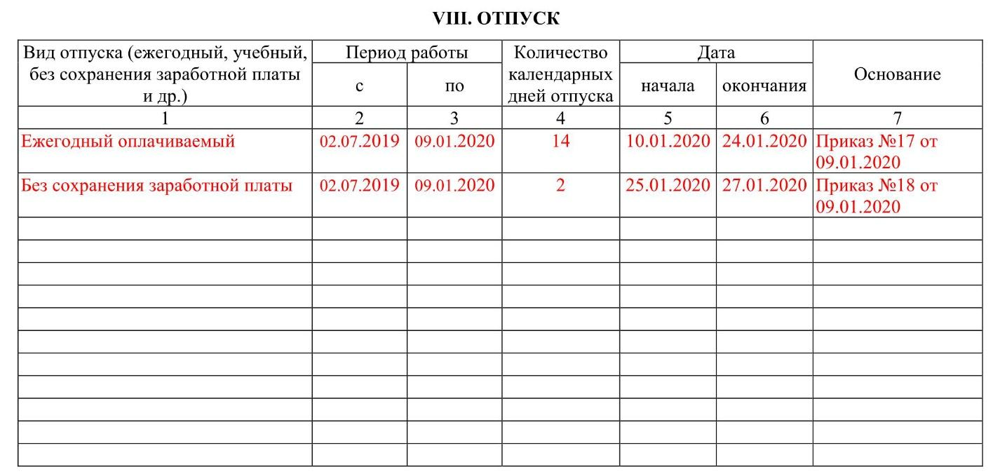 VIII. ОТПУСК
Вид отпуска (ежегодный, учебный,
без сохранения заработной платы
и др.)
Период работы
с
по
Количество
календарных
дней отпуска
Дата
начала
окончания
Основание
1 2 3 4 5 6 7
Ежегодный оплачиваемый 02.07.2019 09.01.2020 14 10.01.2020 24.01.2020 Приказ №17 от
09.01.2020
Без сохранения заработной платы 02.07.2019 09.01.2020 2 25.01.2020 27.01.2020 Приказ №18 от
09.01.2020